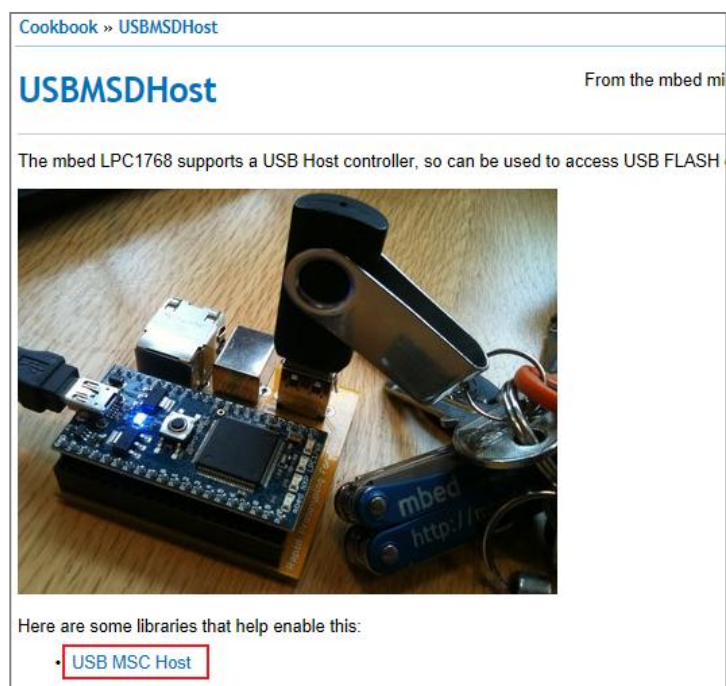 Cookbook » USBMSDHost
USBMSDHost
From the mbed mi
The mbed LPC1768 supports a USB Host controller, so can be used to access USB FLASH
mbed
http://
Here are some libraries that help enable this:
• USB MSC Host